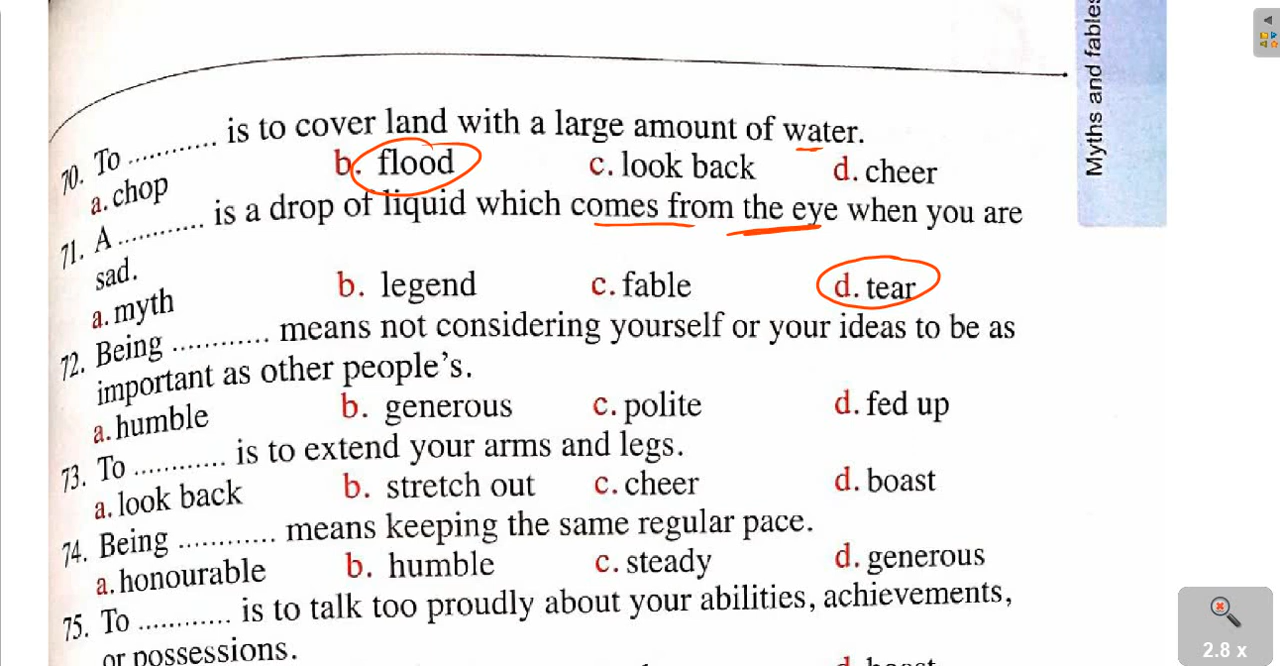 Myths and fables
70. To ............ is to cover land with a large amount of water.
a. chop b. flood c. look back d. cheer
71. A ............ is a drop of liquid which comes from the eye when you are
sad.
a. myth b. legend c. fable d. tear
72. Being ............ means not considering yourself or your ideas to be as
important as other people's.
a. humble b. generous c. polite d. fed up
73. To ............ is to extend your arms and legs.
a. look back b. stretch out c. cheer d. boast
74. Being ............ means keeping the same regular pace.
a. honourable b. humble c. steady d. generous
75. To ............ is to talk too proudly about your abilities, achievements,
or possessions.
d. boast
2.8 x